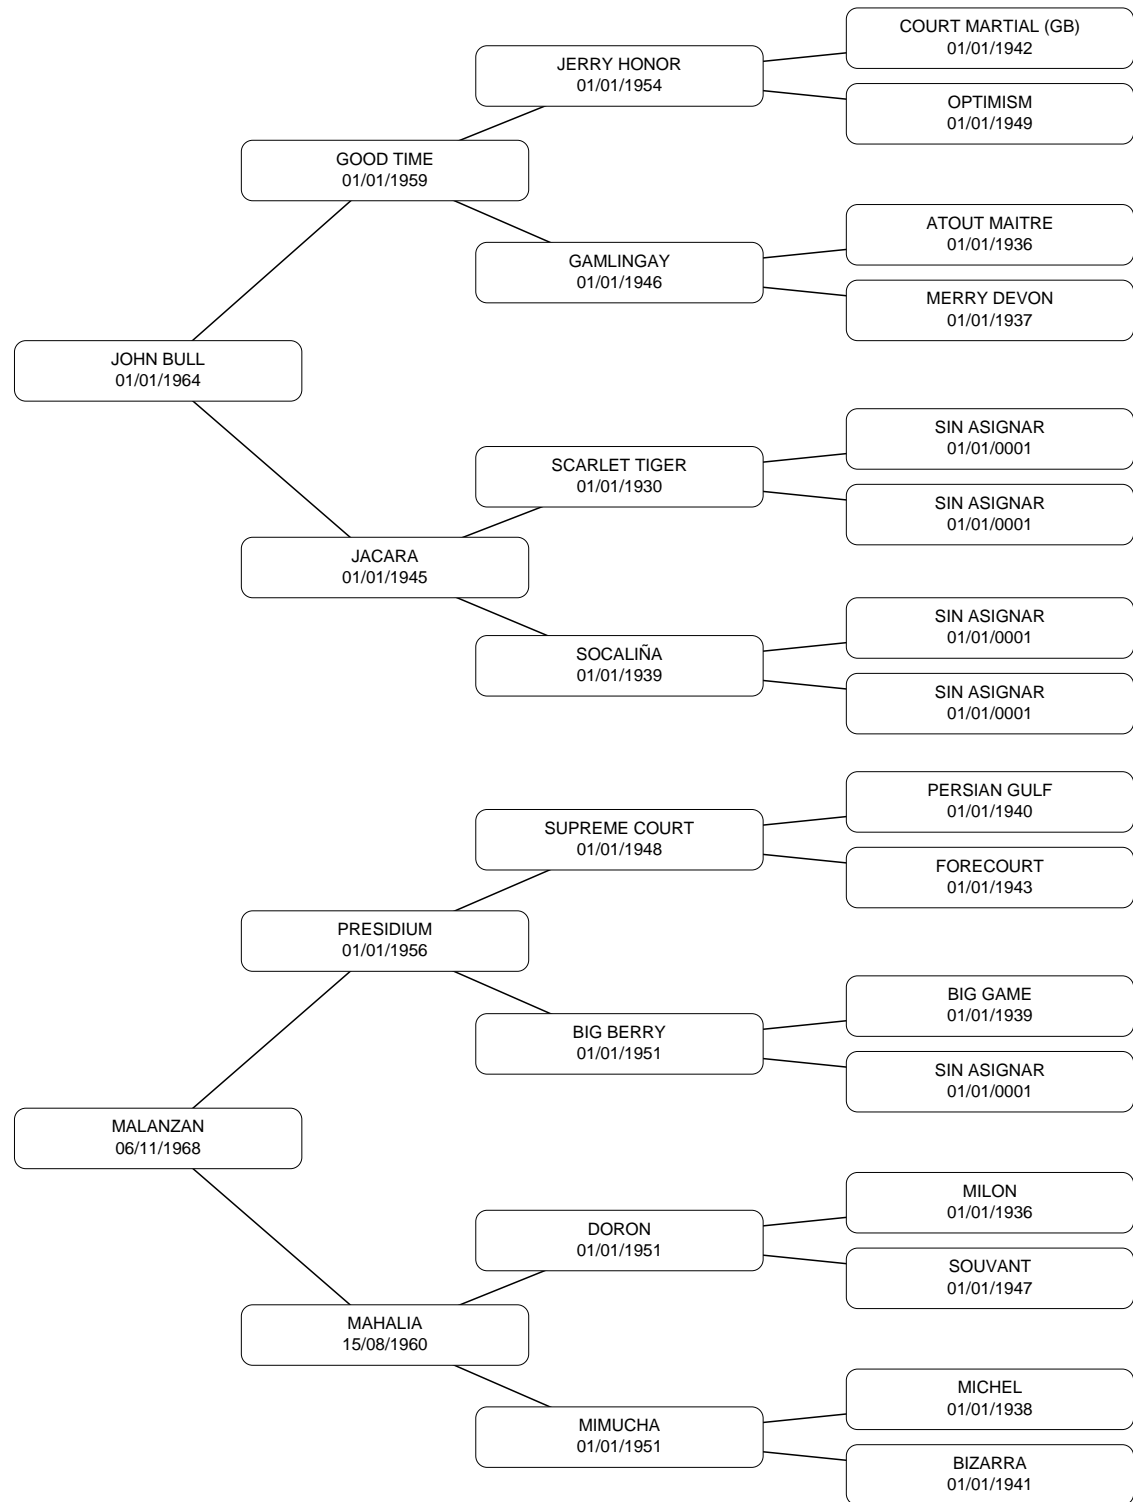 COURT MARTIAL (GB)
01/01/1942
JERRY HONOR
01/01/1954
OPTIMISM
01/01/1949
GOOD TIME
01/01/1959
ATOUT MAITRE
01/01/1936
GAMLINGAY
01/01/1946
MERRY DEVON
01/01/1937
JOHN BULL
01/01/1964
SIN ASIGNAR
01/01/0001
SCARLET TIGER
01/01/1930
SIN ASIGNAR
01/01/0001
JACARA
01/01/1945
SIN ASIGNAR
01/01/0001
SOCALIÑA
01/01/1939
SIN ASIGNAR
01/01/0001
PERSIAN GULF
01/01/1940
SUPREME COURT
01/01/1948
FORECOURT
01/01/1943
PRESIDIUM
01/01/1956
BIG GAME
01/01/1939
BIG BERRY
01/01/1951
SIN ASIGNAR
01/01/0001
MALANZAN
06/11/1968
MILON
01/01/1936
DORON
01/01/1951
SOUVANT
01/01/1947
MAHALIA
15/08/1960
MICHEL
01/01/1938
MIMUCHA
01/01/1951
BIZARRA
01/01/1941